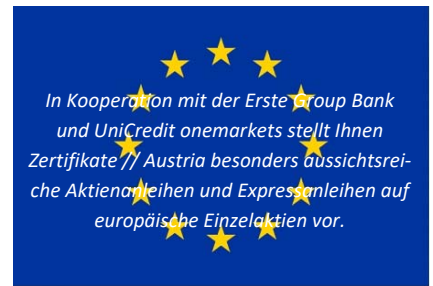 In Kooperation mit der Erste Group Bank
und UniCredit onemarkets stellt Ihnen
Zertifikate // Austria besonders aussichtsrei-
che Aktienanleihen und Expressanleihen auf
europäische Einzelaktien vor.